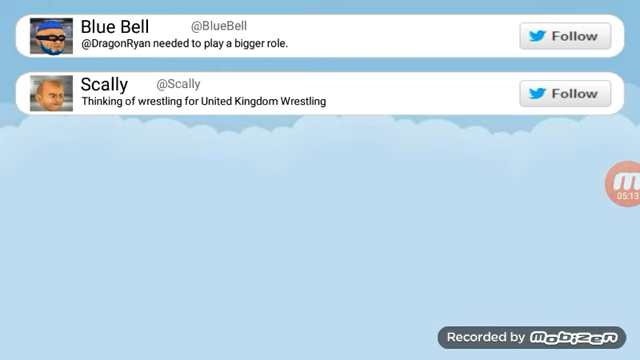 Blue Bell @BlueBell
@DragonRyan needed to play a bigger role.
Follow
Scally @Scally
Thinking of wrestling for United Kingdom Wrestling
Follow
05:13
Recorded by Mobizen